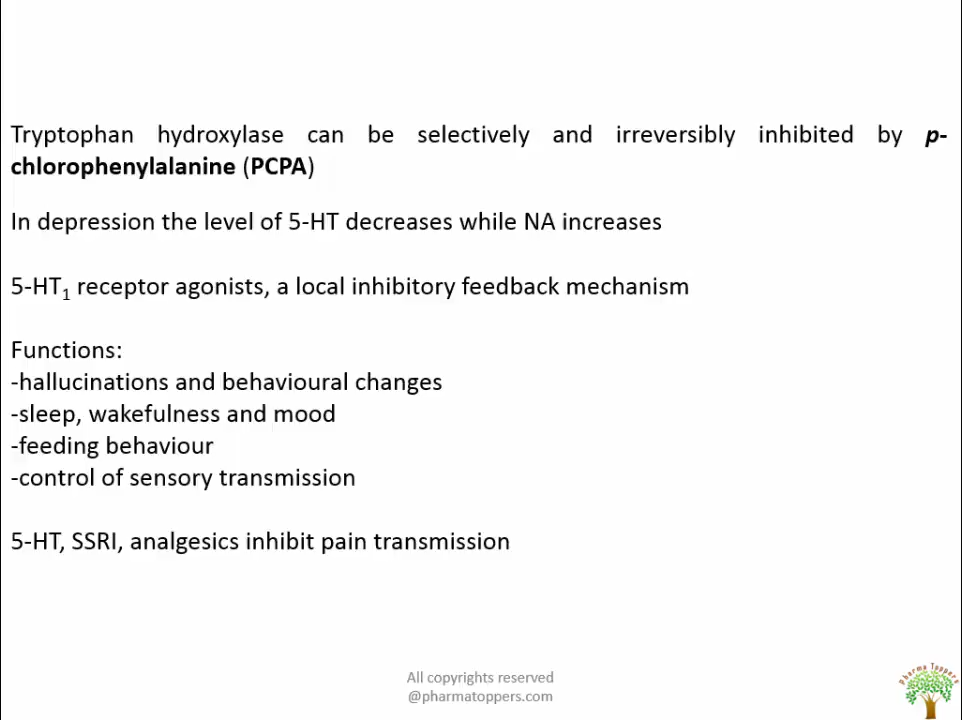 Tryptophan hydroxylase can be selectively and irreversibly inhibited by p-
chlorophenylalanine (PCPA)
In depression the level of 5-HT decreases while NA increases
5-HT1 receptor agonists, a local inhibitory feedback mechanism
Functions:
-hallucinations and behavioural changes
-sleep, wakefulness and mood
-feeding behaviour
-control of sensory transmission
5-HT, SSRI, analgesics inhibit pain transmission
All copyrights reserved
@pharmatoppers.com
Pharma Toppers